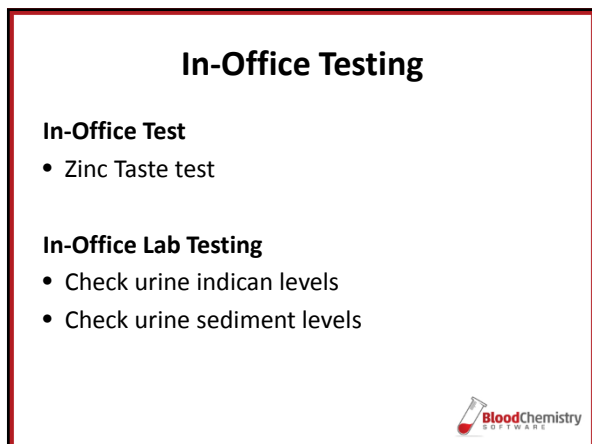 In-Office Testing
In-Office Test
• Zinc Taste test
In-Office Lab Testing
• Check urine indican levels
• Check urine sediment levels
BloodChemistry
SOFTWARE